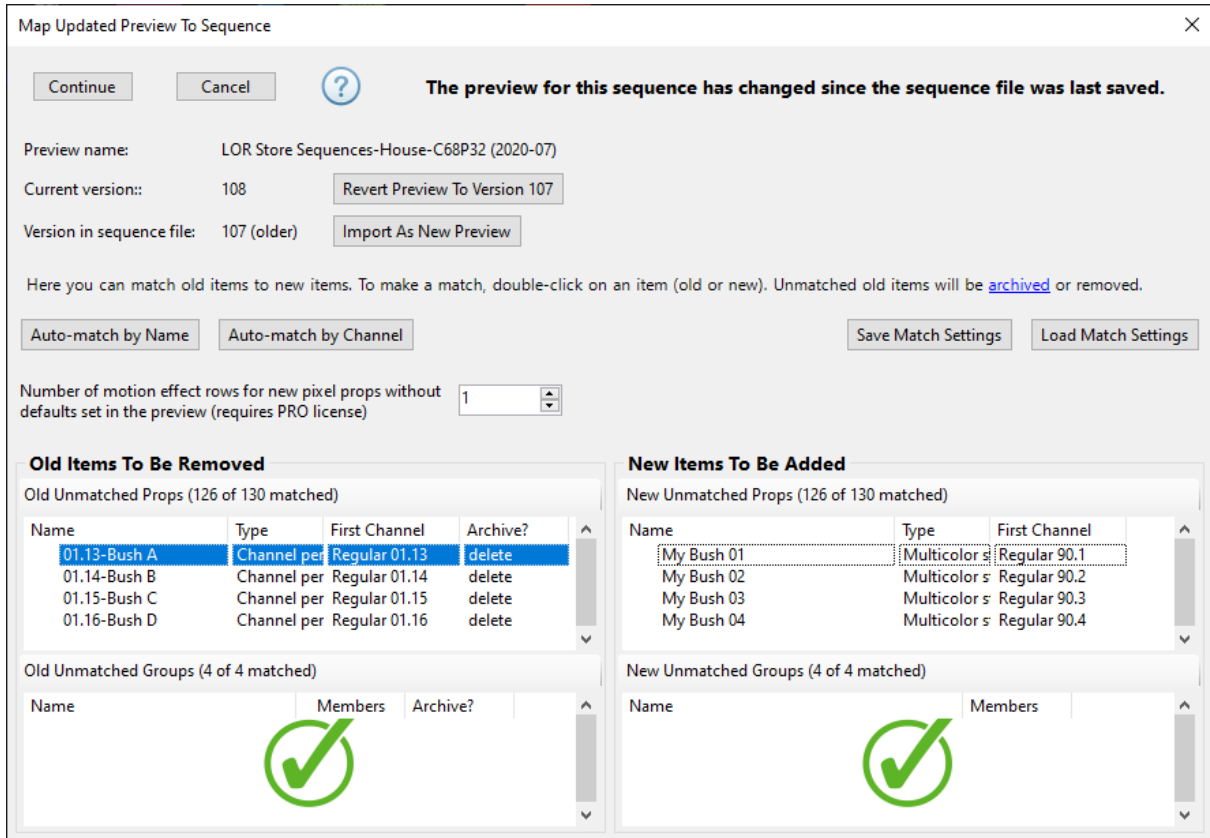 Map Updated Preview To Sequence
Continue
Cancel
?
The preview for this sequence has changed since the sequence file was last saved.
Preview name:
LOR Store Sequences-House-C68P32 (2020-07)
Current version::
108
Revert Preview To Version 107
Version in sequence file:
107 (older)
Import As New Preview
Here you can match old items to new items. To make a match, double-click on an item (old or new). Unmatched old items will be archived or removed.
Auto-match by Name
Auto-match by Channel
Save Match Settings
Load Match Settings
Number of motion effect rows for new pixel props without
defaults set in the preview (requires PRO license)
1
Old Items To Be Removed
Old Unmatched Props (126 of 130 matched)
Name Type First Channel Archive?
01.13-Bush A Channel per Regular 01.13 delete
01.14-Bush B Channel per Regular 01.14 delete
01.15-Bush C Channel per Regular 01.15 delete
01.16-Bush D Channel per Regular 01.16 delete
Old Unmatched Groups (4 of 4 matched)
Name Members Archive?
New Items To Be Added
New Unmatched Props (126 of 130 matched)
Name Type First Channel
My Bush 01 Multicolor s Regular 90.1
My Bush 02 Multicolor s Regular 90.2
My Bush 03 Multicolor s Regular 90.3
My Bush 04 Multicolor s Regular 90.4
New Unmatched Groups (4 of 4 matched)
Name Members